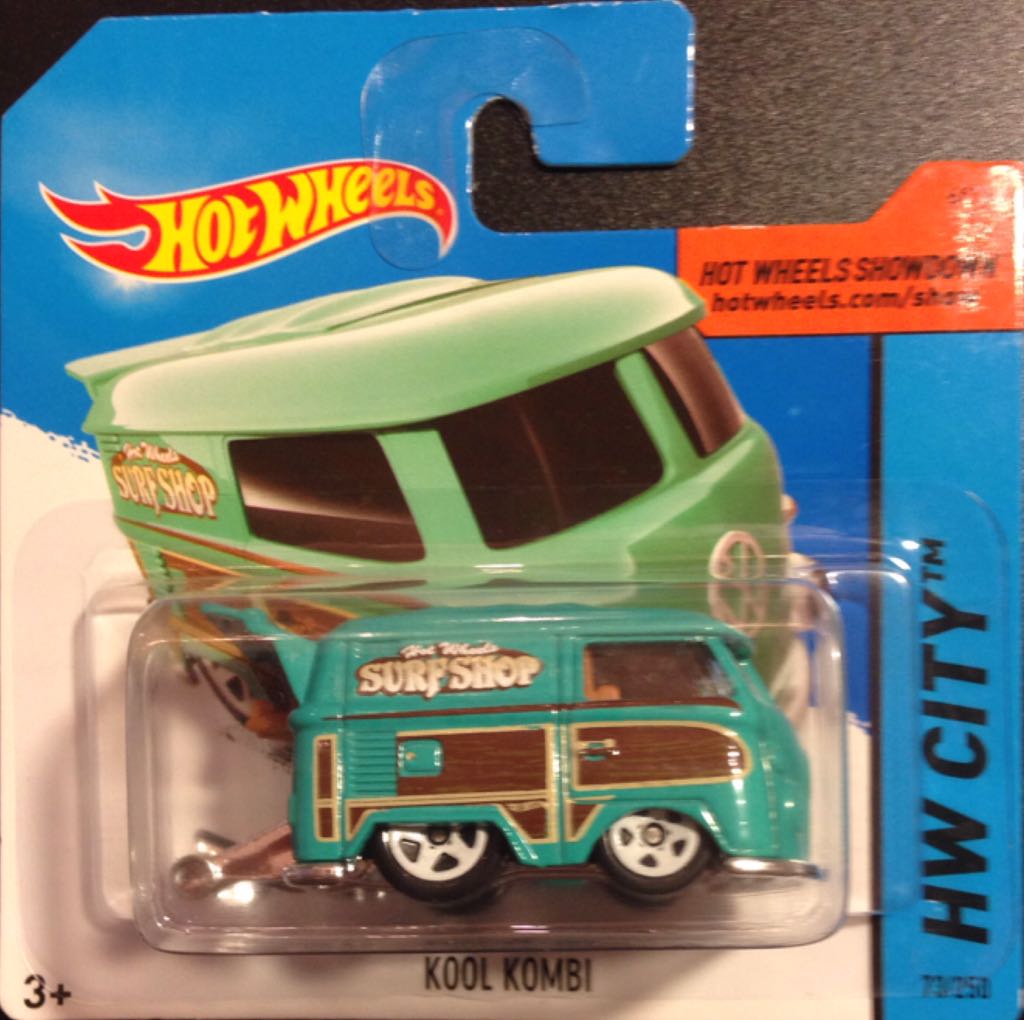 HOT WHEELS
HOT WHEELS SHOWDOWN
hotwheels.com/show
Hot Wheels
SURF SHOP
Hot Wheels
SURF SHOP
HW CITY™
KOOL KOMBI
3+
73/250